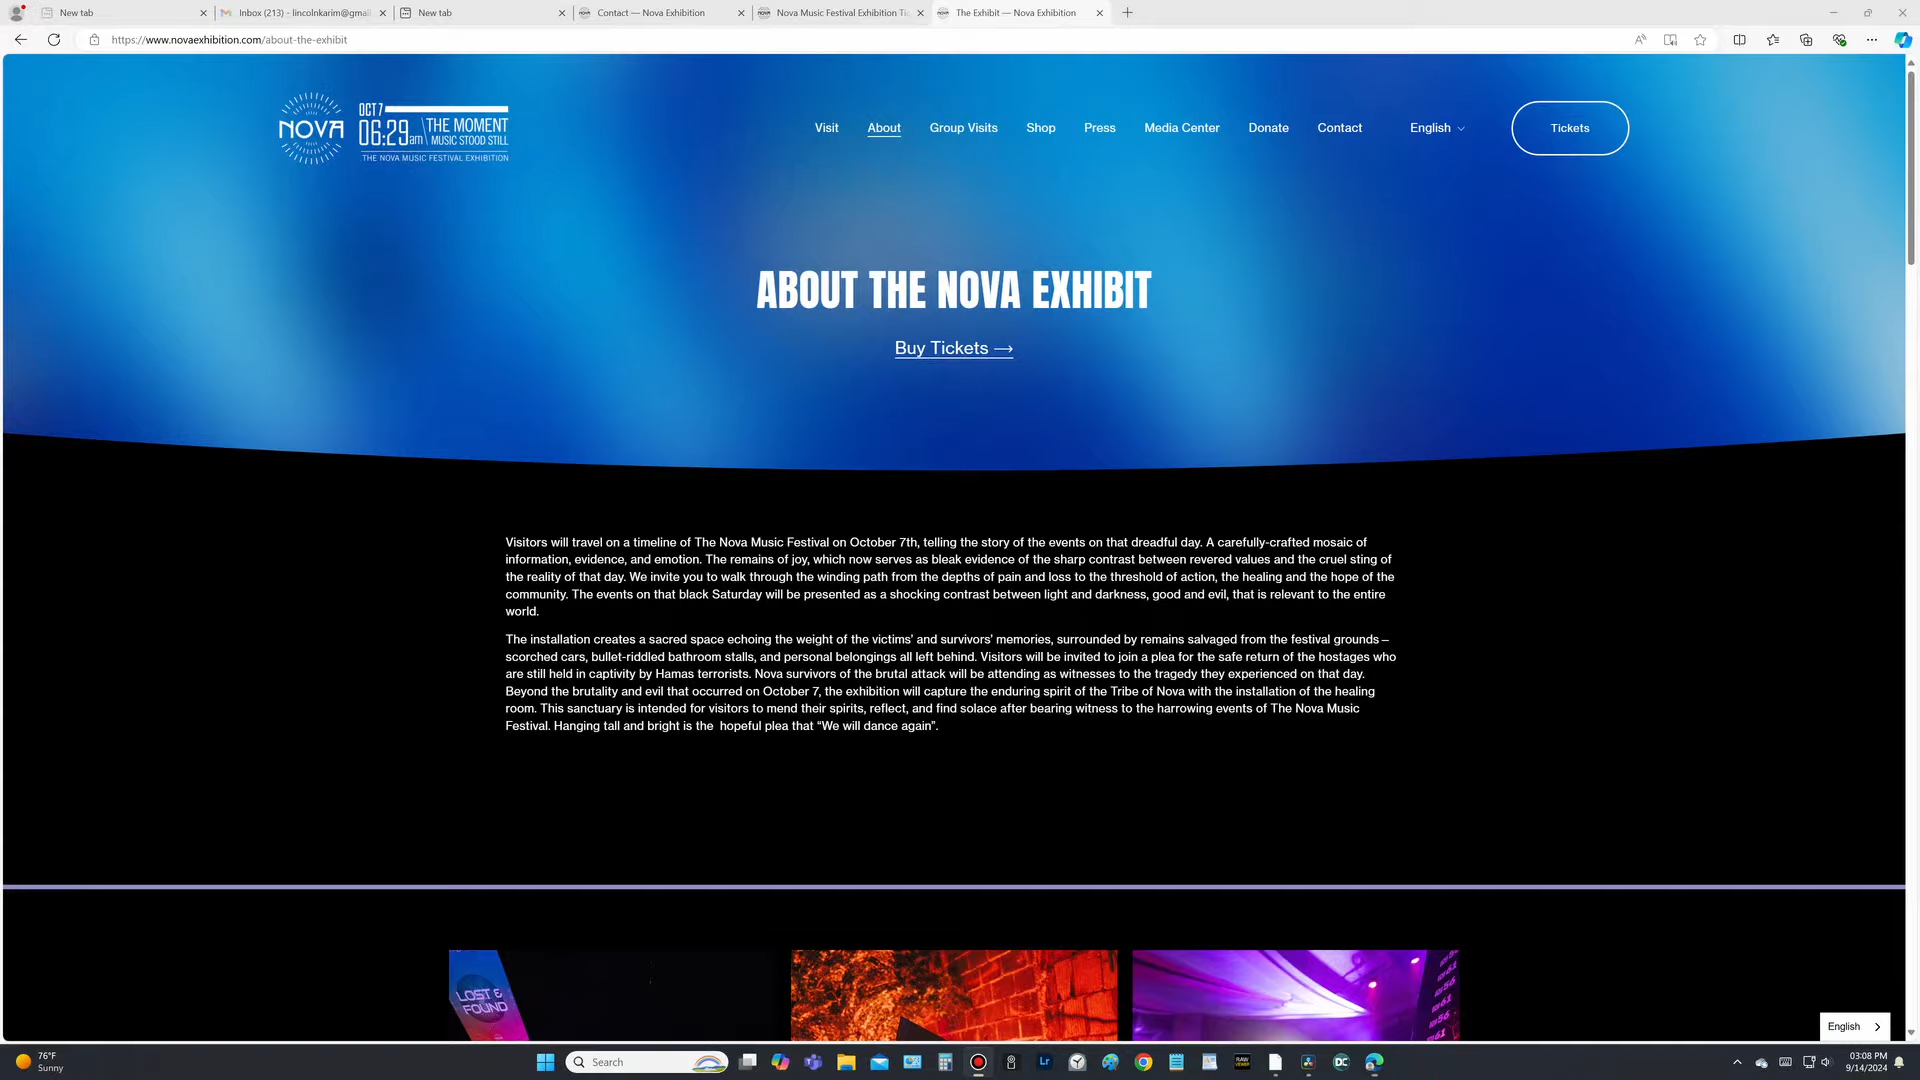 New tab
Inbox (213) - lincolnkarim@gmai
New tab
Contact — Nova Exhibition
Nova Music Festival Exhibition Tic
The Exhibit — Nova Exhibition
https://www.novaexhibition.com/about-the-exhibit
NOVA
OCT 7
06:29am
THE MOMENT
MUSIC STOOD STILL
THE NOVA MUSIC FESTIVAL EXHIBITION
Visit About Group Visits Shop Press Media Center Donate Contact English Tickets
ABOUT THE NOVA EXHIBIT
Buy Tickets →
Visitors will travel on a timeline of The Nova Music Festival on October 7th, telling the story of the events on that dreadful day. A carefully-crafted mosaic of
information, evidence, and emotion. The remains of joy, which now serves as bleak evidence of the sharp contrast between revered values and the cruel sting of
the reality of that day. We invite you to walk through the winding path from the depths of pain and loss to the threshold of action, the healing and the hope of the
community. The events on that black Saturday will be presented as a shocking contrast between light and darkness, good and evil, that is relevant to the entire
world.
The installation creates a sacred space echoing the weight of the victims’ and survivors’ memories, surrounded by remains salvaged from the festival grounds —
scorched cars, bullet-riddled bathroom stalls, and personal belongings all left behind. Visitors will be invited to join a plea for the safe return of the hostages who
are still held in captivity by Hamas terrorists. Nova survivors of the brutal attack will be attending as witnesses to the tragedy they experienced on that day.
Beyond the brutality and evil that occurred on October 7, the exhibition will capture the enduring spirit of the Tribe of Nova with the installation of the healing
room. This sanctuary is intended for visitors to mend their spirits, reflect, and find solace after bearing witness to the harrowing events of The Nova Music
Festival. Hanging tall and bright is the hopeful plea that “We will dance again”.
LOST &
FOUND
English
76°F
Sunny
Search
Lr
RAW
VIEWER
DC
03:08 PM
9/14/2024